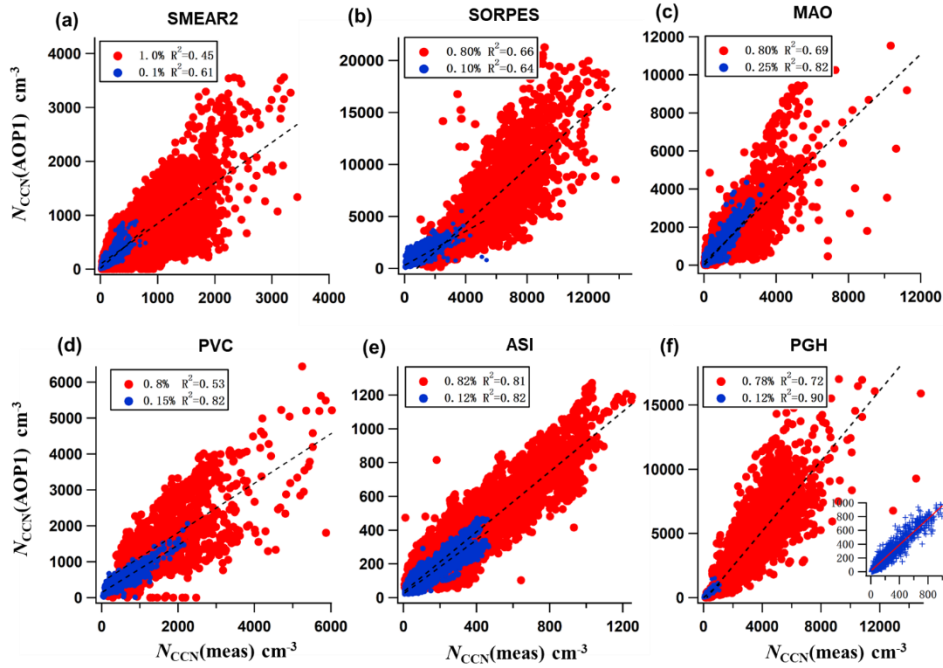 (a) SMEAR2
1.0% R²=0.45
0.1% R²=0.61
N_CCN(AOP1) cm⁻³
4000
3000
2000
1000
0
0 1000 2000 3000 4000
(b) SORPES
0.80% R²=0.66
0.10% R²=0.64
20000
15000
10000
5000
0
0 4000 8000 12000
(c) MAO
0.80% R²=0.69
0.25% R²=0.82
12000
10000
8000
6000
4000
2000
0
0 4000 8000 12000
(d) PVC
0.8% R²=0.53
0.15% R²=0.82
N_CCN(AOP1) cm⁻³
6000
5000
4000
3000
2000
1000
0
0 2000 4000 6000
N_CCN(meas) cm⁻³
(e) ASI
0.82% R²=0.81
0.12% R²=0.82
1200
1000
800
600
400
200
0
0 400 800 1200
N_CCN(meas) cm⁻³
(f) PGH
0.78% R²=0.72
0.12% R²=0.90
15000
10000
5000
0
0 4000 8000 12000
1000
800
600
400
200
0
0 400 800
N_CCN(meas) cm⁻³